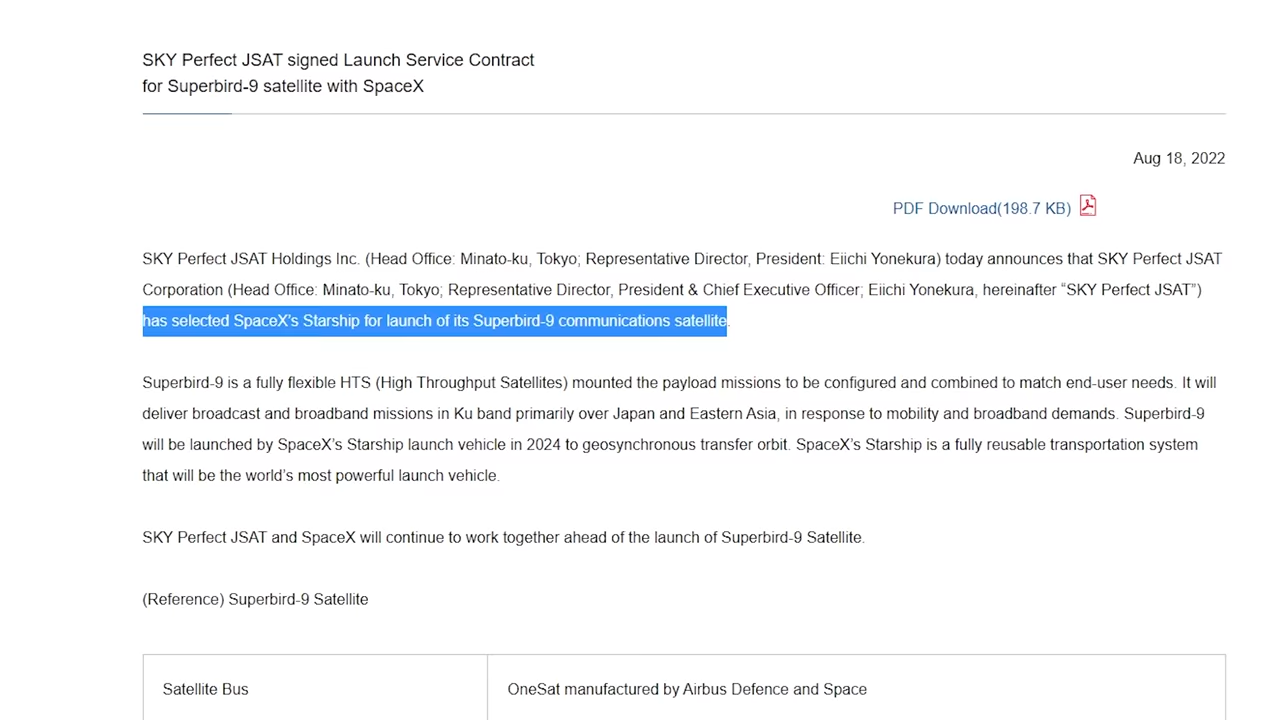 SKY Perfect JSAT signed Launch Service Contract
for Superbird-9 satellite with SpaceX
Aug 18, 2022
PDF Download(198.7 KB)
SKY Perfect JSAT Holdings Inc. (Head Office: Minato-ku, Tokyo; Representative Director, President: Eiichi Yonekura) today announces that SKY Perfect JSAT
Corporation (Head Office: Minato-ku, Tokyo; Representative Director, President & Chief Executive Officer; Eiichi Yonekura, hereinafter “SKY Perfect JSAT”)
has selected SpaceX's Starship for launch of its Superbird-9 communications satellite.
Superbird-9 is a fully flexible HTS (High Throughput Satellites) mounted the payload missions to be configured and combined to match end-user needs. It will
deliver broadcast and broadband missions in Ku band primarily over Japan and Eastern Asia, in response to mobility and broadband demands. Superbird-9
will be launched by SpaceX’s Starship launch vehicle in 2024 to geosynchronous transfer orbit. SpaceX’s Starship is a fully reusable transportation system
that will be the world’s most powerful launch vehicle.
SKY Perfect JSAT and SpaceX will continue to work together ahead of the launch of Superbird-9 Satellite.
(Reference) Superbird-9 Satellite
Satellite Bus
OneSat manufactured by Airbus Defence and Space